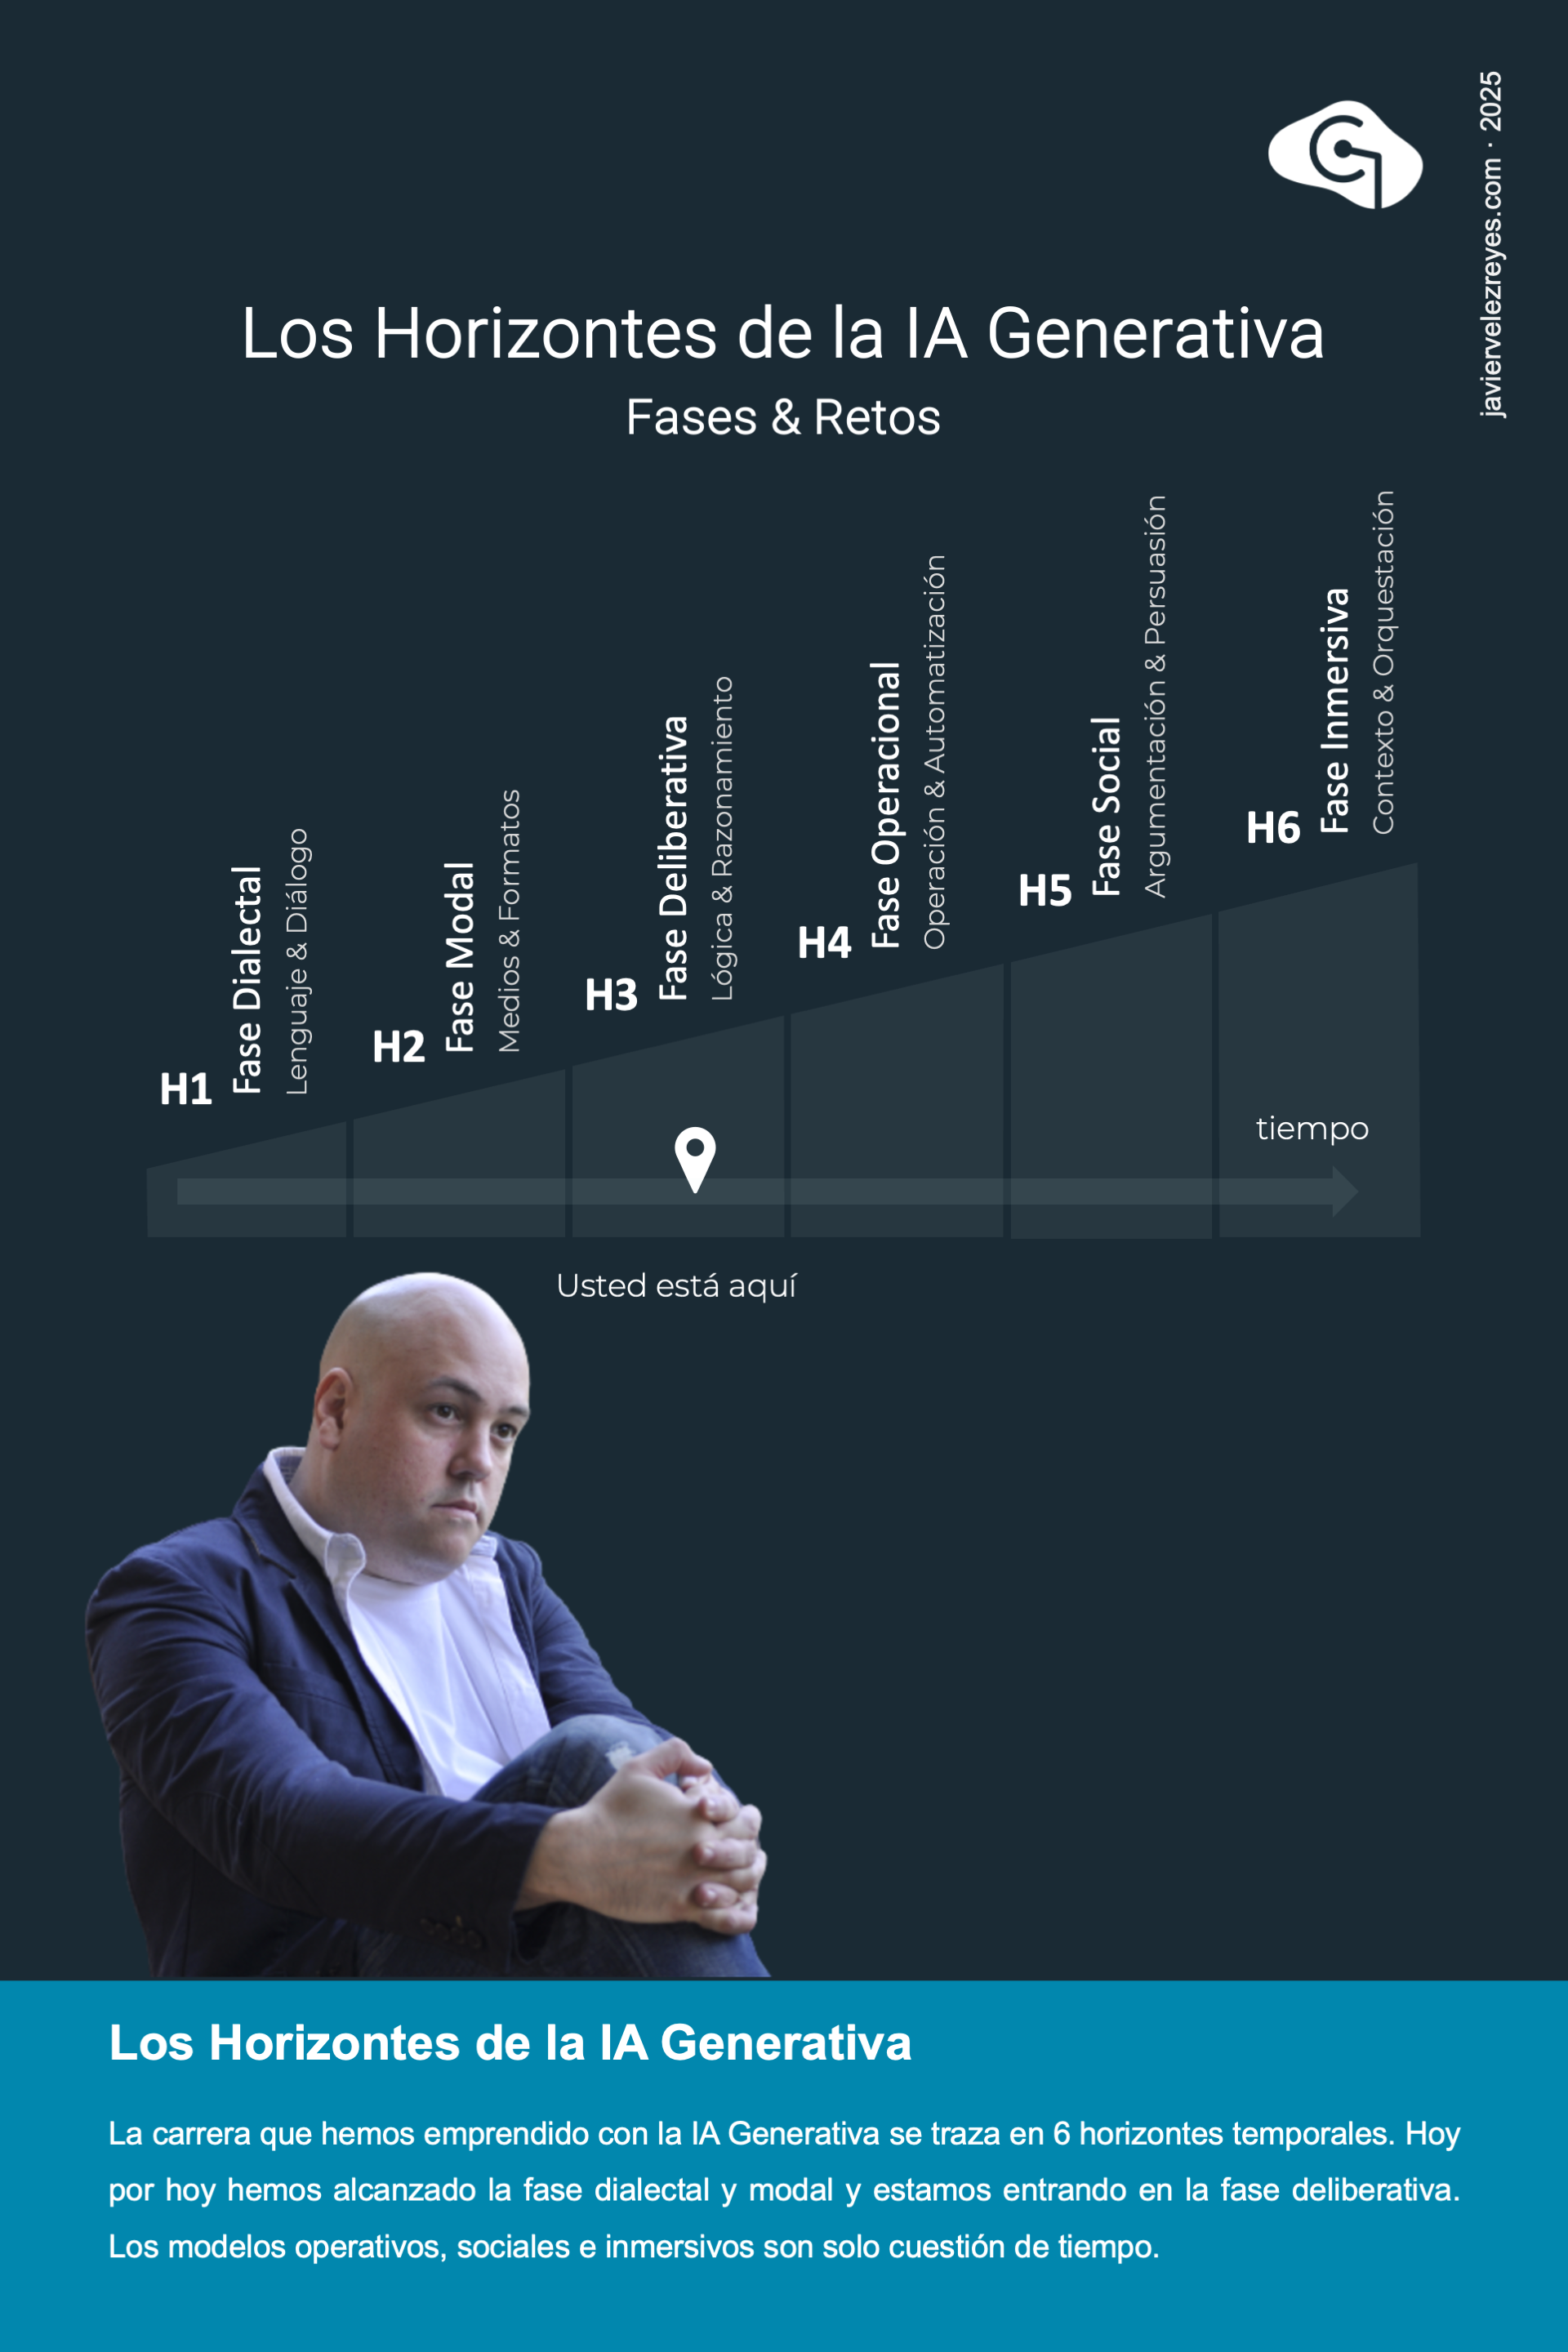 javiervelezreyes.com · 2025
Los Horizontes de la IA Generativa
Fases & Retos
H1
Fase Dialectal
Lenguaje & Diálogo
H2
Fase Modal
Medios & Formatos
H3
Fase Deliberativa
Lógica & Razonamiento
H4
Fase Operacional
Operación & Automatización
H5
Fase Social
Argumentación & Persuasión
H6
Fase Inmersiva
Contexto & Orquestación
tiempo
Usted está aquí
Los Horizontes de la IA Generativa
La carrera que hemos emprendido con la IA Generativa se traza en 6 horizontes temporales. Hoy
por hoy hemos alcanzado la fase dialectal y modal y estamos entrando en la fase deliberativa.
Los modelos operativos, sociales e inmersivos son solo cuestión de tiempo.